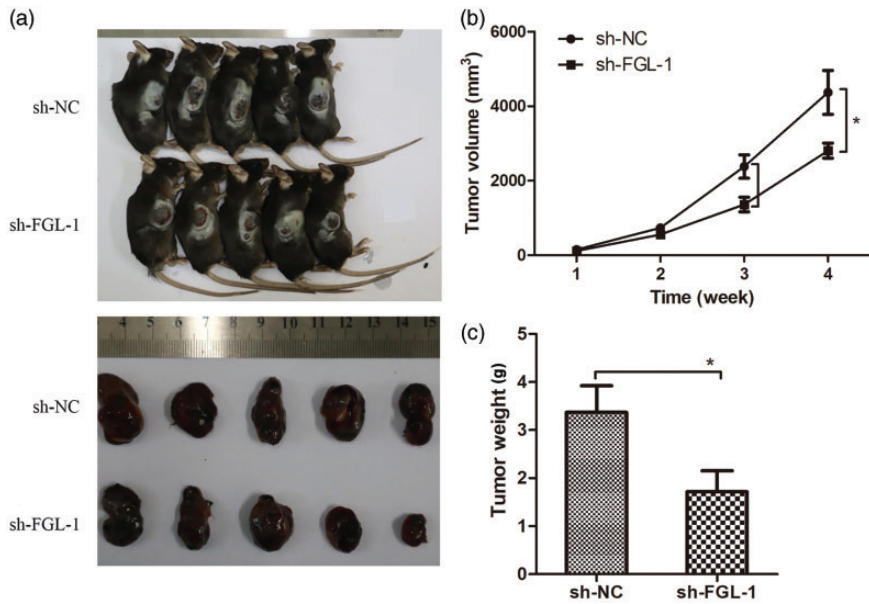 (a)
sh-NC
sh-FGL-1
4 5 6 7 8 9 10 11 12 13 14 15
sh-NC
sh-FGL-1
(b)
6000
4000
2000
0
Tumor volume (mm³)
sh-NC
sh-FGL-1
*
1 2 3 4
Time (week)
(c)
5
4
3
2
1
0
Tumor weight (g)
*
sh-NC sh-FGL-1